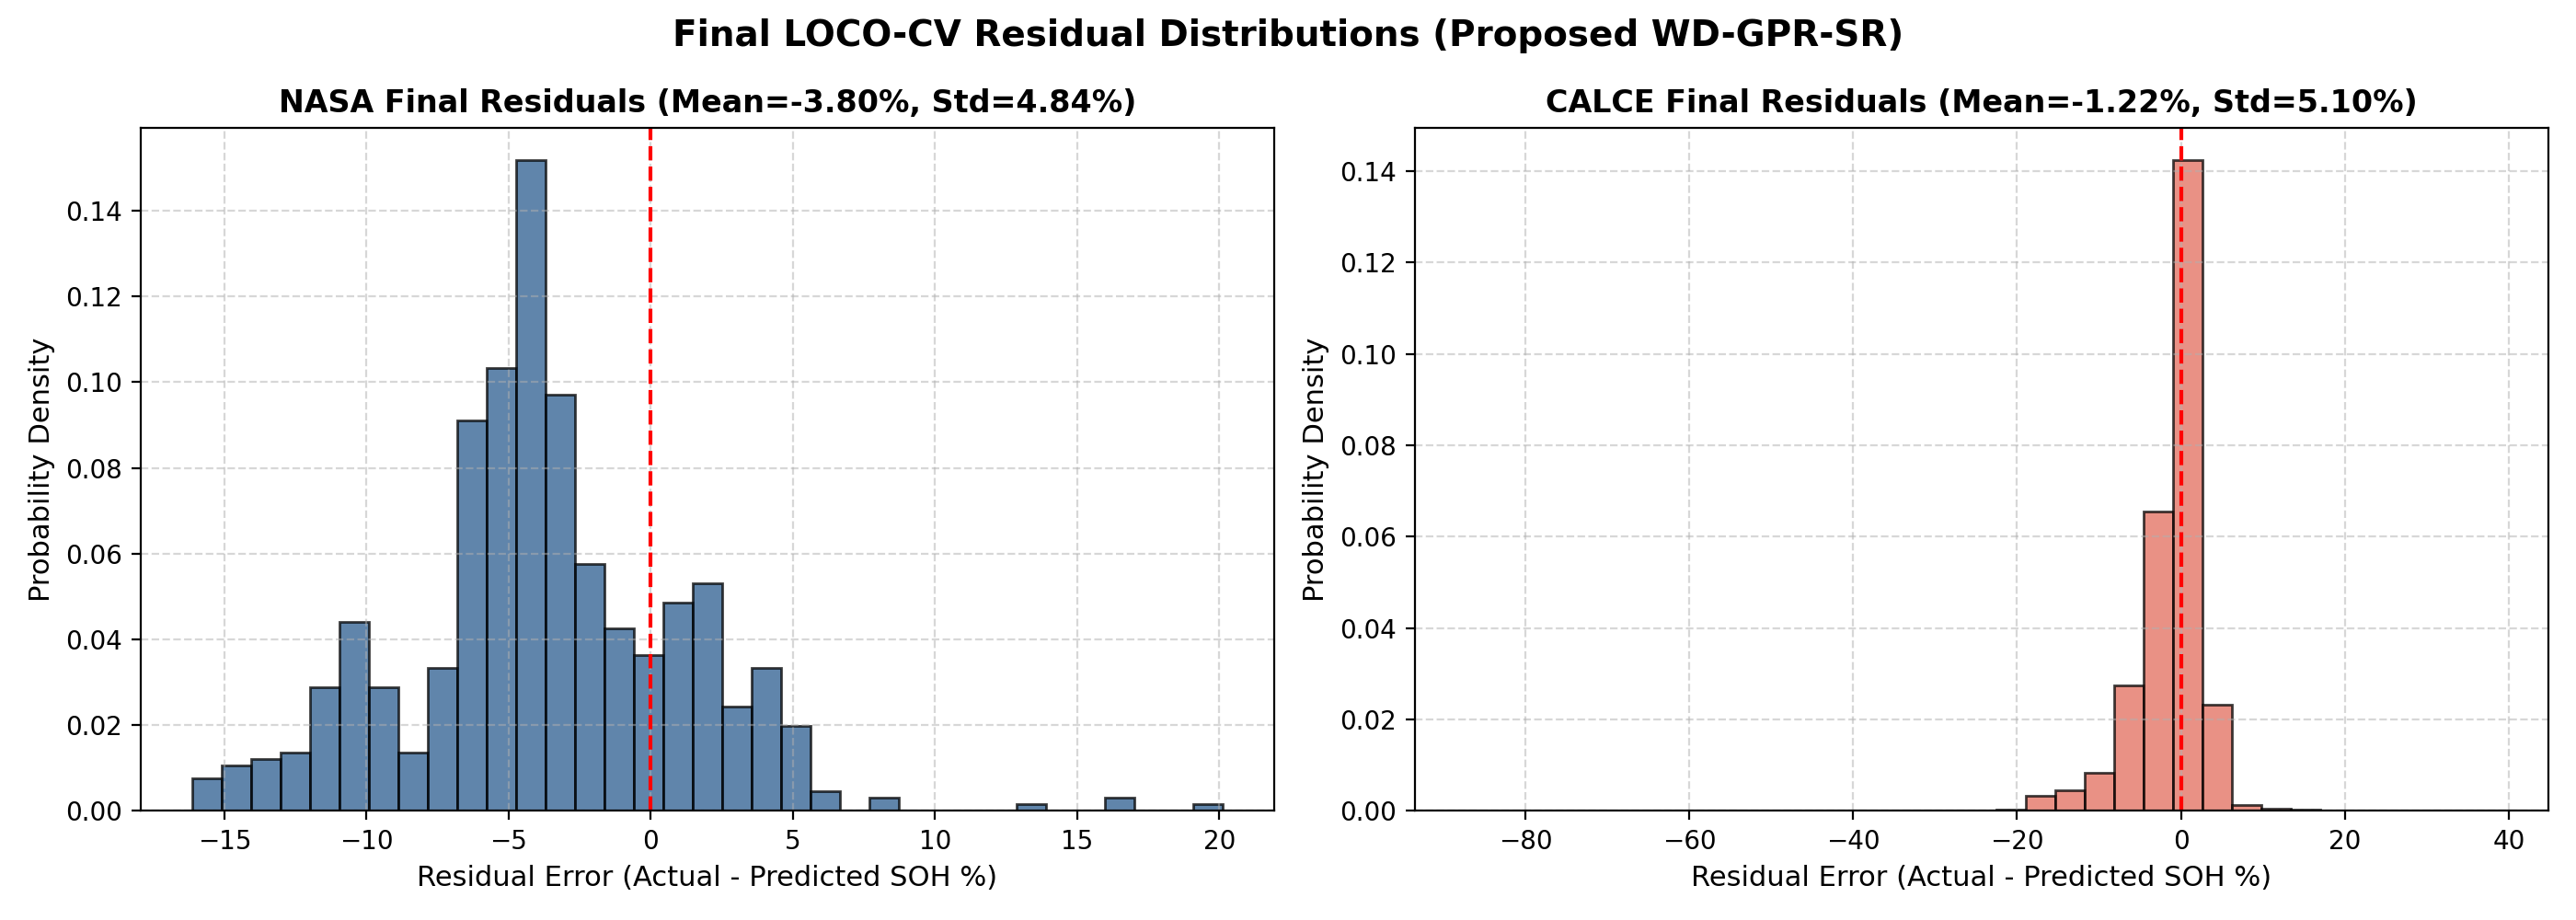 Final LOCO-CV Residual Distributions (Proposed WD-GPR-SR)
NASA Final Residuals (Mean=-3.80%, Std=4.84%)
Probability Density
0.14
0.12
0.10
0.08
0.06
0.04
0.02
0.00
−15 −10 −5 0 5 10 15 20
Residual Error (Actual - Predicted SOH %)
CALCE Final Residuals (Mean=-1.22%, Std=5.10%)
Probability Density
0.14
0.12
0.10
0.08
0.06
0.04
0.02
0.00
−80 −60 −40 −20 0 20 40
Residual Error (Actual - Predicted SOH %)